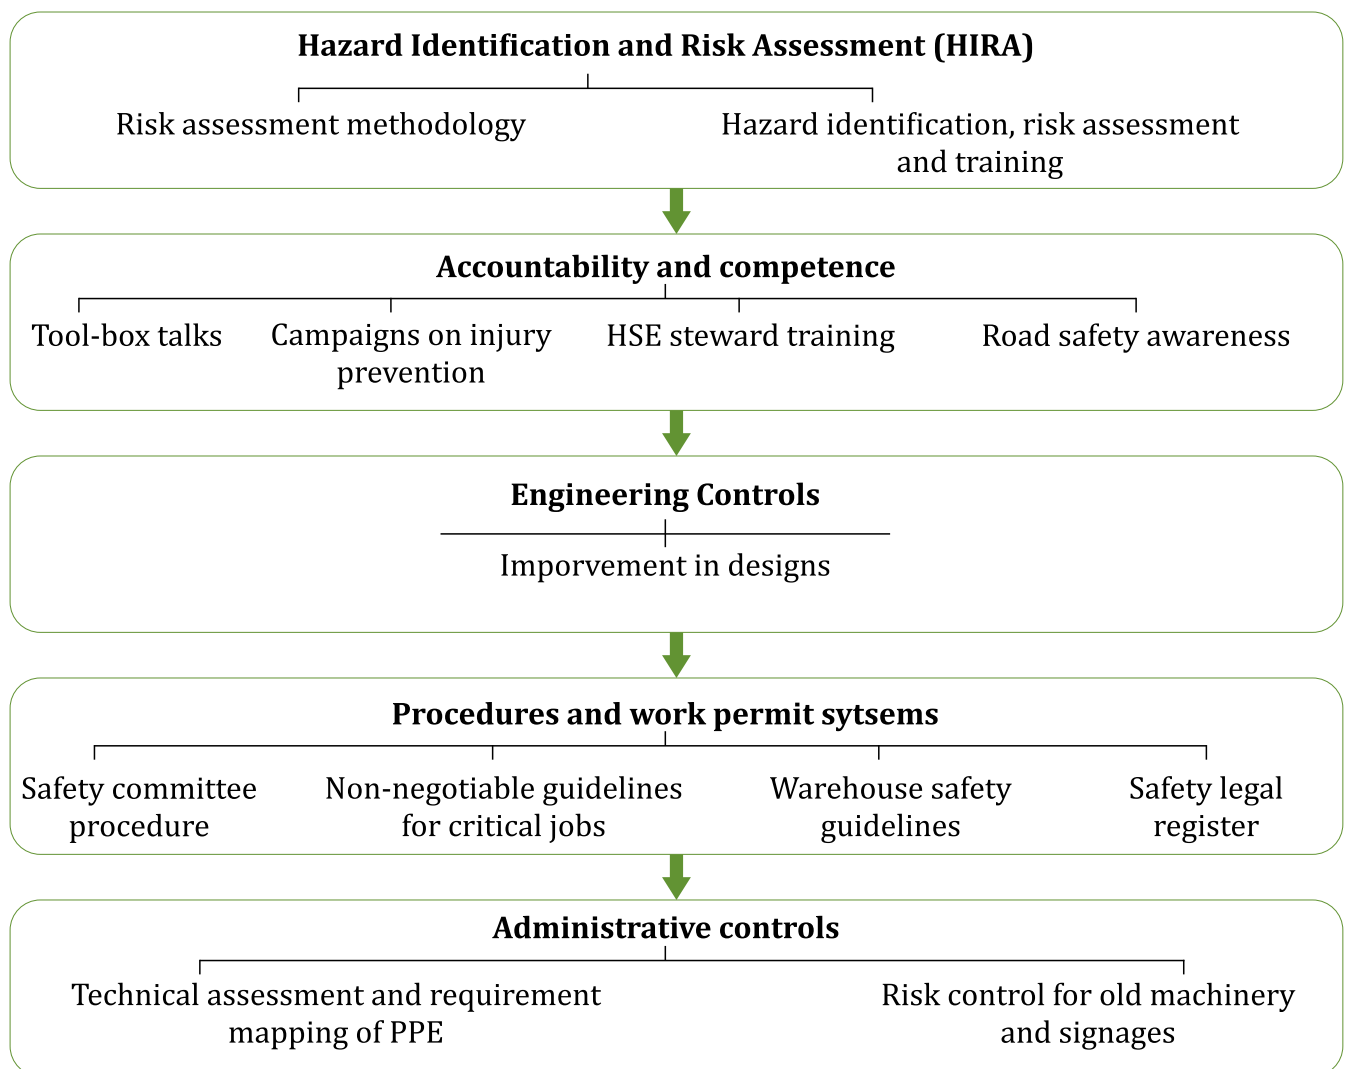 Hazard Identification and Risk Assessment (HIRA)
Risk assessment methodology
Hazard identification, risk assessment
and training
Accountability and competence
Tool-box talks
Campaigns on injury
prevention
HSE steward training
Road safety awareness
Engineering Controls
Imporvement in designs
Procedures and work permit sytsems
Safety committee
procedure
Non-negotiable guidelines
for critical jobs
Warehouse safety
guidelines
Safety legal
register
Administrative controls
Technical assessment and requirement
mapping of PPE
Risk control for old machinery
and signages